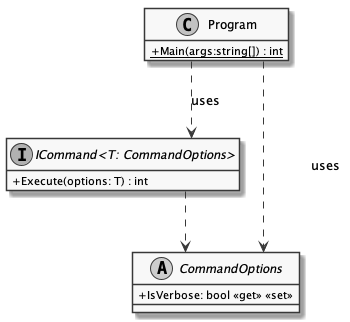 C Program
+Main(args:string[]) : int
uses
I ICommand<T: CommandOptions>
+Execute(options: T) : int
uses
A CommandOptions
+IsVerbose: bool «get» «set»